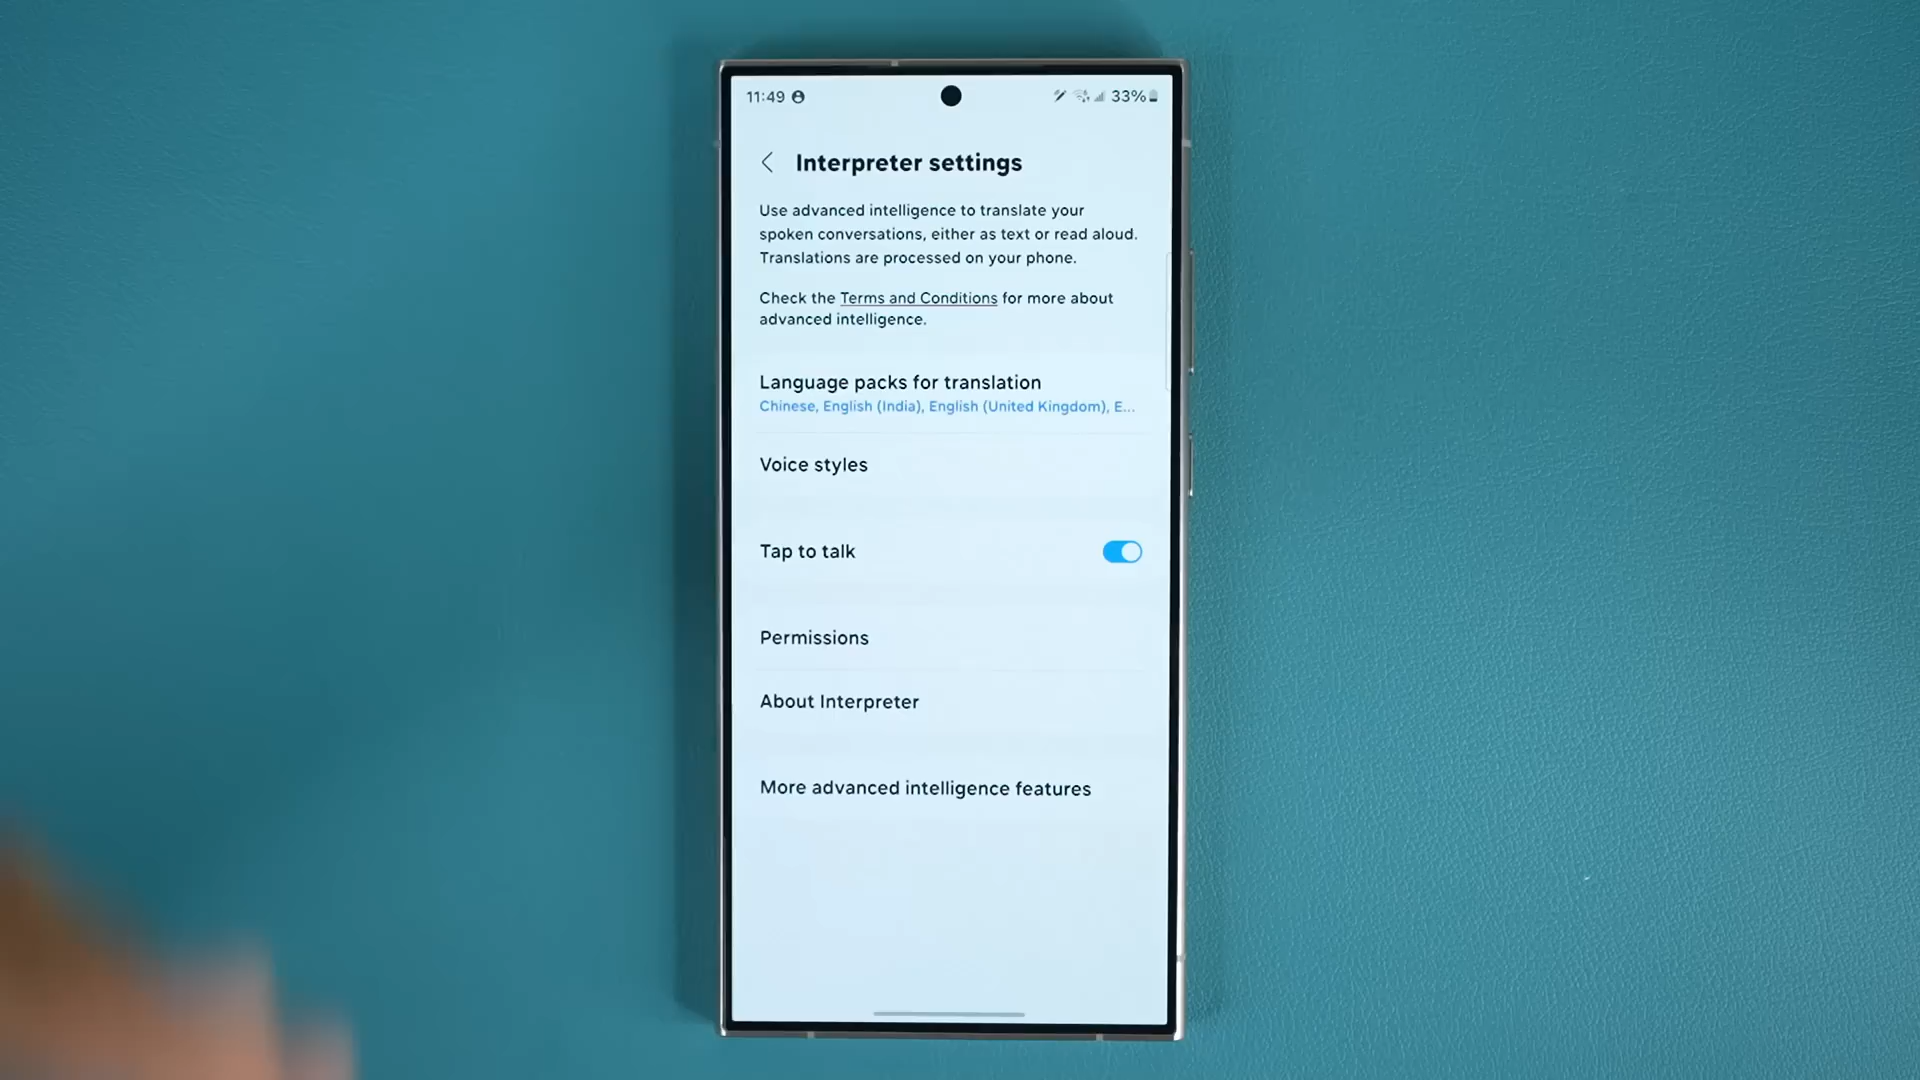 11:49
33%
Interpreter settings
Use advanced intelligence to translate your
spoken conversations, either as text or read aloud.
Translations are processed on your phone.
Check the Terms and Conditions for more about
advanced intelligence.
Language packs for translation
Chinese, English (India), English (United Kingdom), E...
Voice styles
Tap to talk
Permissions
About Interpreter
More advanced intelligence features